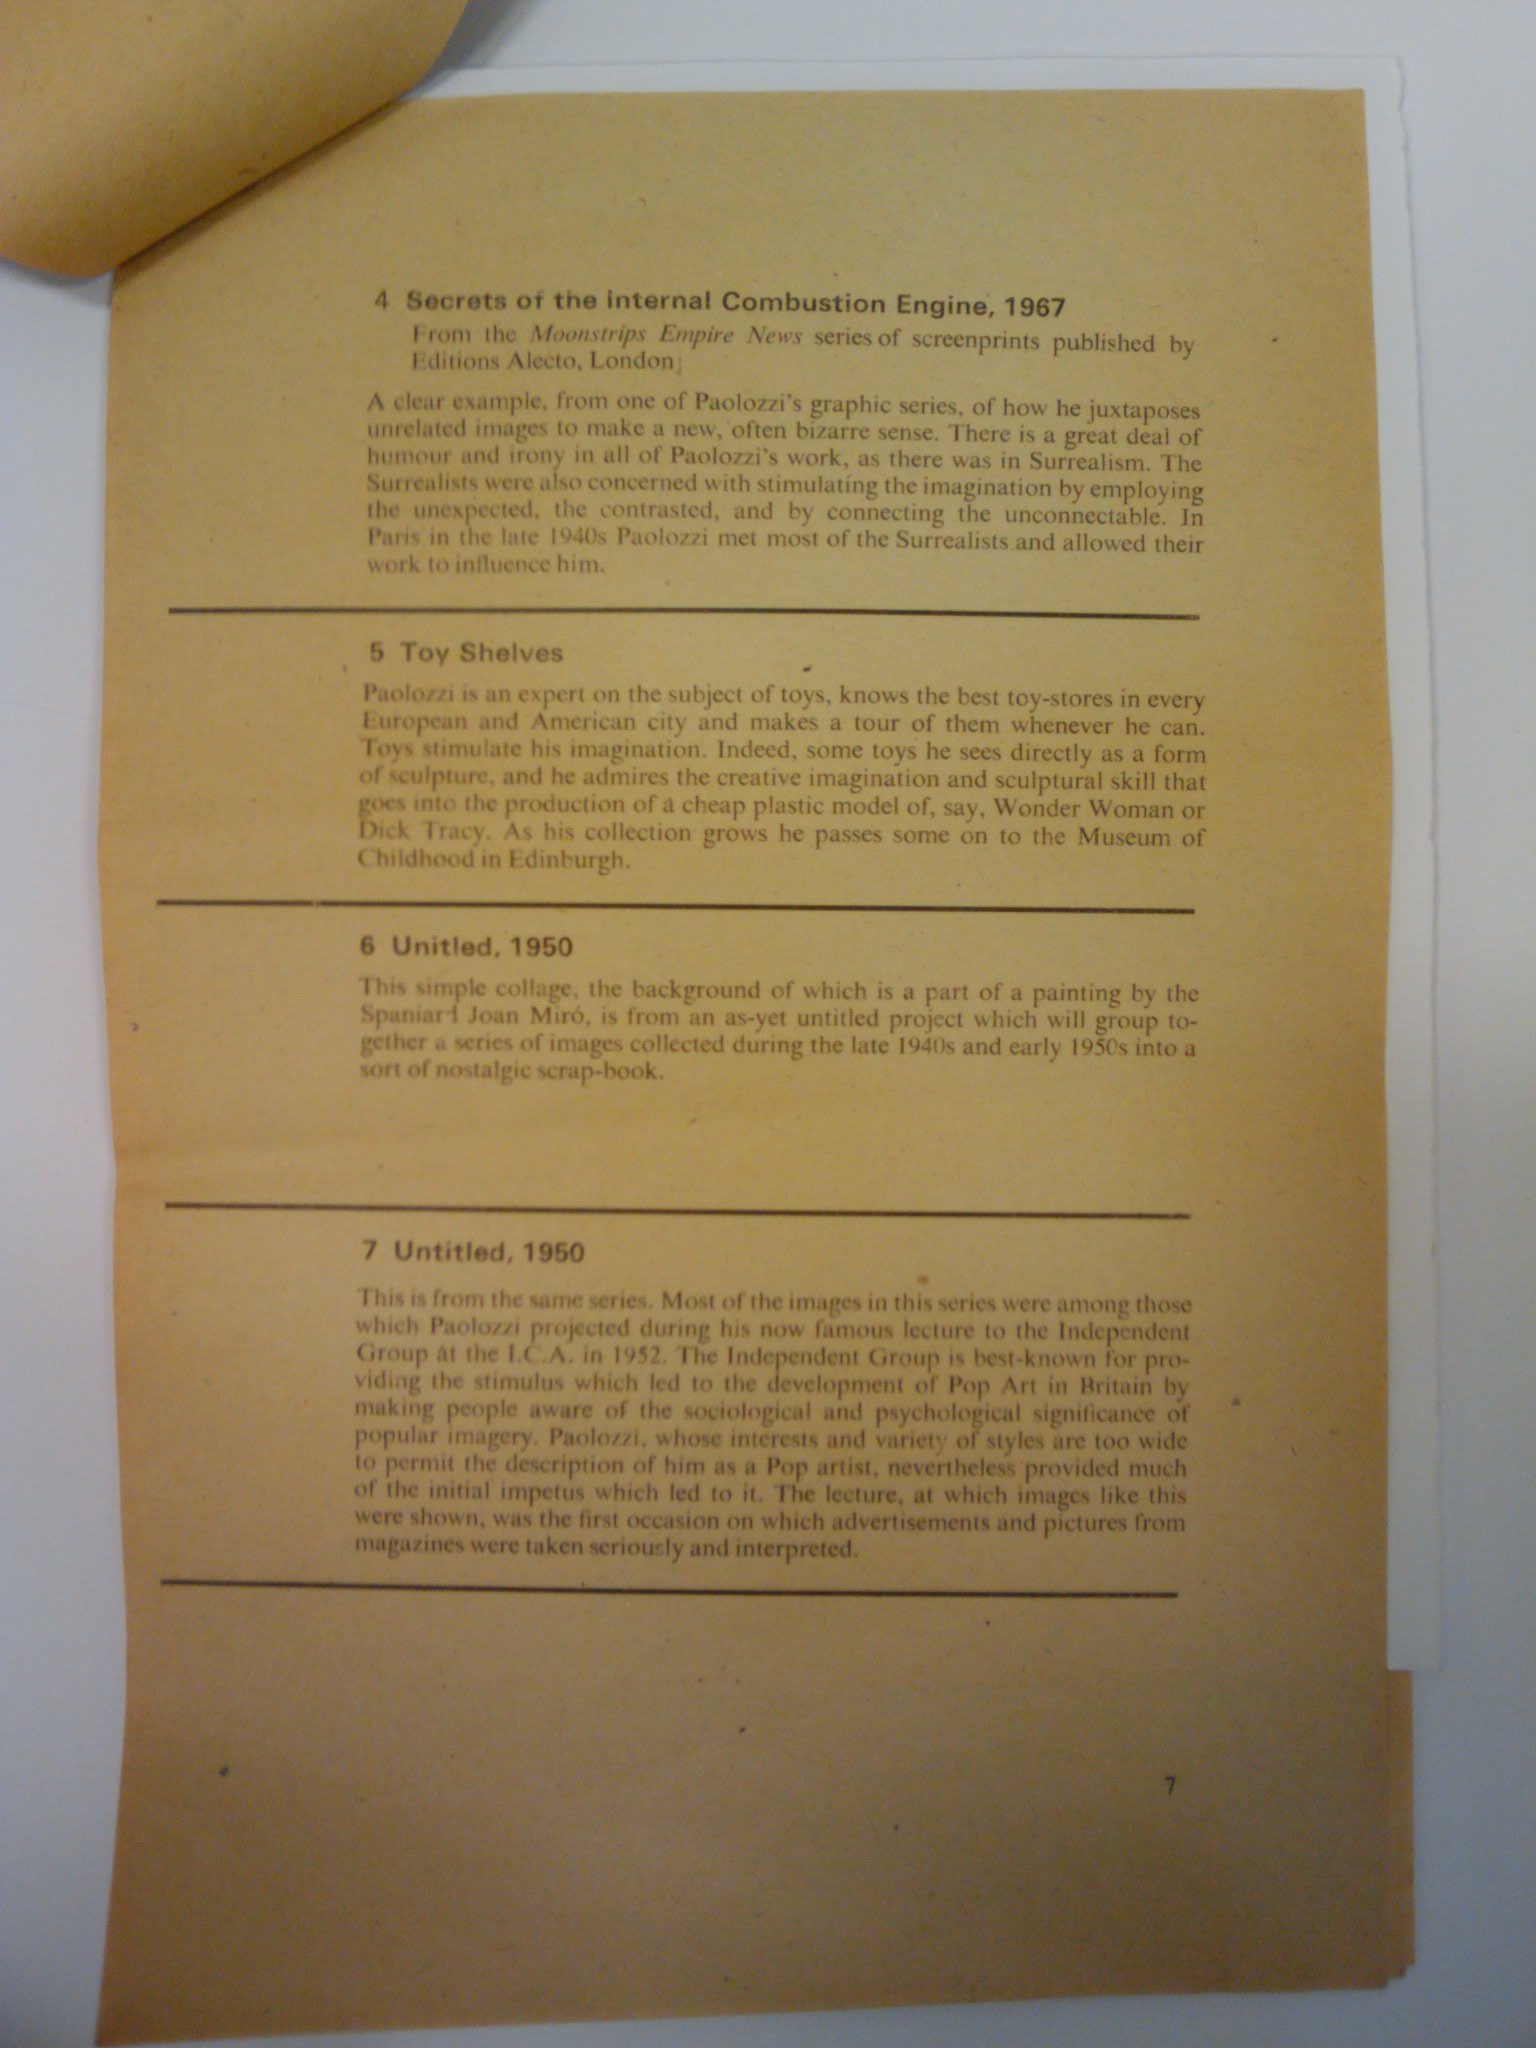 4 Secrets of the internal Combustion Engine, 1967
From the Moonstrips Empire News series of screenprints published by
Editions Alecto, London.
A clear example, from one of Paolozzi's graphic series, of how he juxtaposes
unrelated images to make a new, often bizarre sense. There is a great deal of
humour and irony in all of Paolozzi's work, as there was in Surrealism. The
Surrealists were also concerned with stimulating the imagination by employing
the unexpected, the contrasted, and by connecting the unconnectable. In
Paris in the late 1940s Paolozzi met most of the Surrealists and allowed their
work to influence him.
5 Toy Shelves
Paolozzi is an expert on the subject of toys, knows the best toy-stores in every
European and American city and makes a tour of them whenever he can.
Toys stimulate his imagination. Indeed, some toys he sees directly as a form
of sculpture, and he admires the creative imagination and sculptural skill that
goes into the production of a cheap plastic model of, say, Wonder Woman or
Dick Tracy. As his collection grows he passes some on to the Museum of
Childhood in Edinburgh.
6 Unitled, 1950
This simple collage, the background of which is a part of a painting by the
Spaniard Joan Miró, is from an as-yet untitled project which will group to-
gether a series of images collected during the late 1940s and early 1950s into a
sort of nostalgic scrap-book.
7 Untitled, 1950
This is from the same series. Most of the images in this series were among those
which Paolozzi projected during his now famous lecture to the Independent
Group at the I.C.A. in 1952. The Independent Group is best-known for pro-
viding the stimulus which led to the development of Pop Art in Britain by
making people aware of the sociological and psychological significance of
popular imagery. Paolozzi, whose interests and variety of styles are too wide
to permit the description of him as a Pop artist, nevertheless provided much
of the initial impetus which led to it. The lecture, at which images like this
were shown, was the first occasion on which advertisements and pictures from
magazines were taken seriously and interpreted.
7